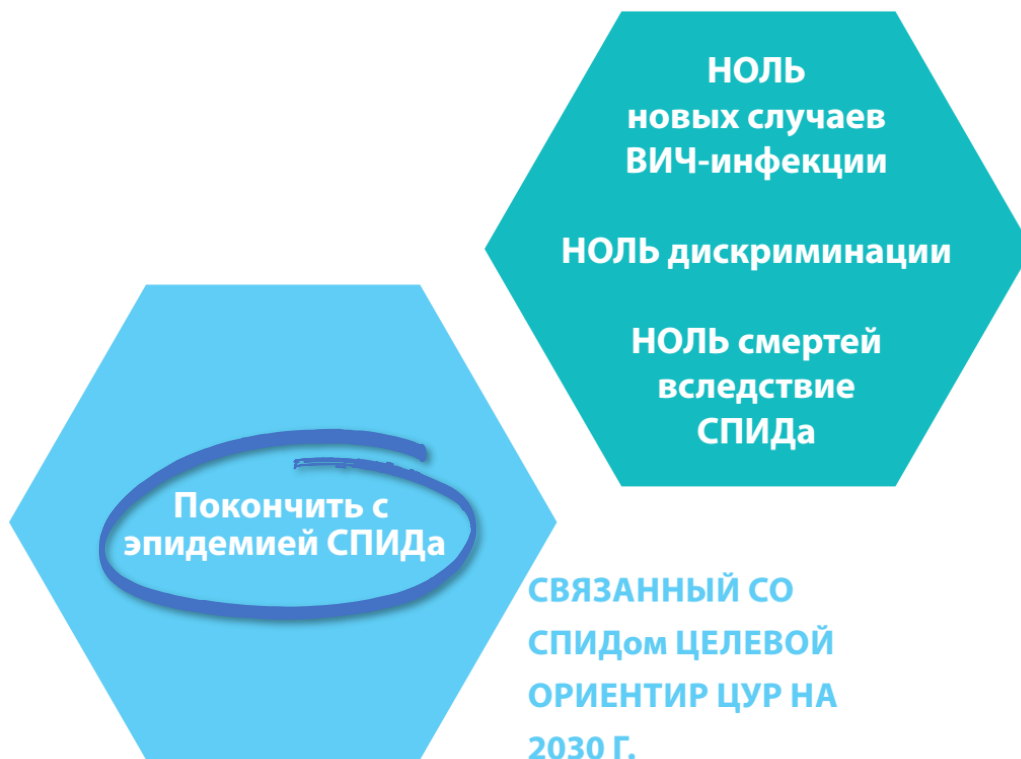 НОЛЬ
новых случаев
ВИЧ-инфекции
НОЛЬ дискриминации
НОЛЬ смертей
вследствие
СПИДа
Покончить с
эпидемией СПИДа
СВЯЗАННЫЙ СО
СПИДом ЦЕЛЕВОЙ
ОРИЕНТИР ЦУР НА
2030 Г.